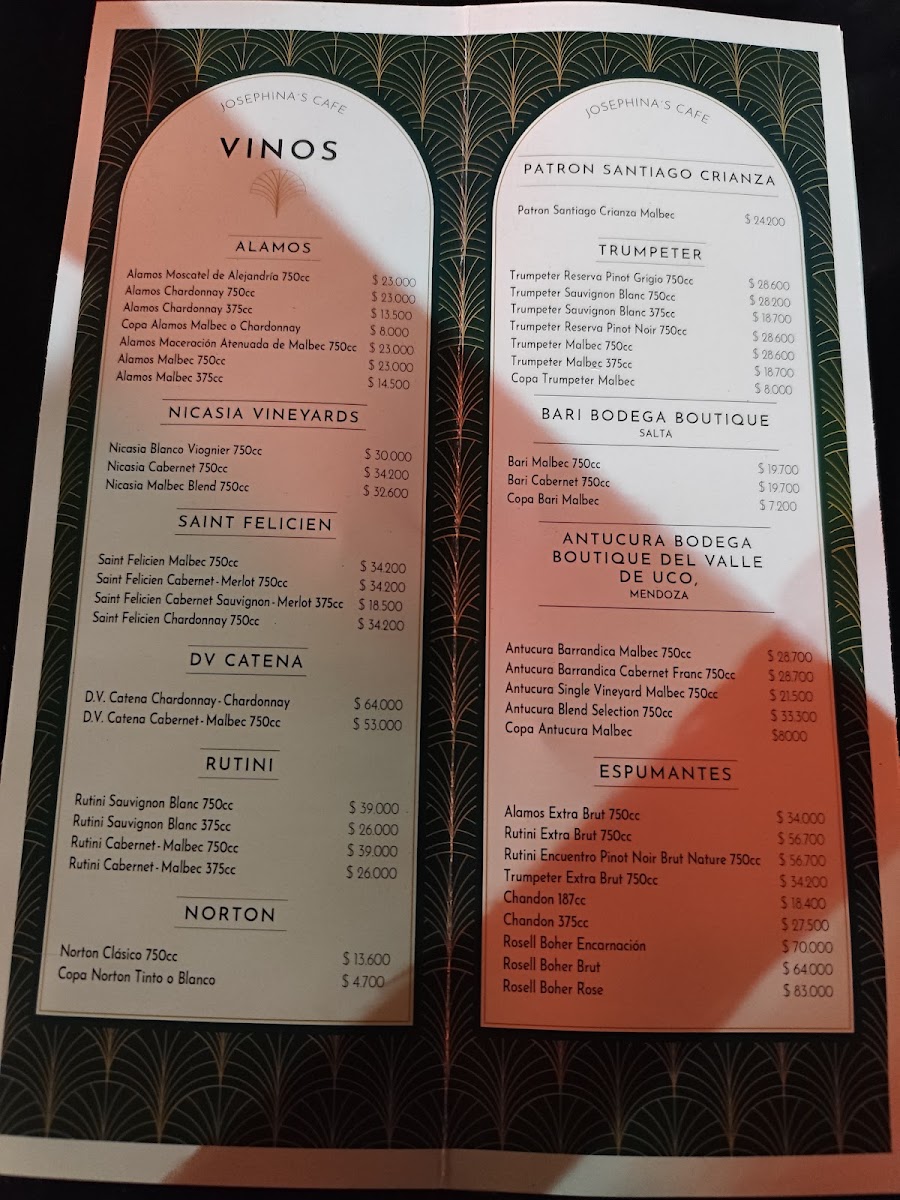 JOSEPHINA'S CAFE
VINOS
ALAMOS
Alamos Moscatel de Alejandría 750cc $ 23.000
Alamos Chardonnay 750cc $ 23.000
Alamos Chardonnay 375cc $ 13.500
Copa Alamos Malbec o Chardonnay $ 8.000
Alamos Maceración Atenuada de Malbec 750cc $ 23.000
Alamos Malbec 750cc $ 23.000
Alamos Malbec 375cc $ 14.500
NICASIA VINEYARDS
Nicasia Blanco Viognier 750cc $ 30.000
Nicasia Cabernet 750cc $ 34.200
Nicasia Malbec Blend 750cc $ 32.600
SAINT FELICIEN
Saint Felicien Malbec 750cc $ 34.200
Saint Felicien Cabernet-Merlot 750cc $ 34.200
Saint Felicien Cabernet Sauvignon-Merlot 375cc $ 18.500
Saint Felicien Chardonnay 750cc $ 34.200
DV CATENA
D.V. Catena Chardonnay-Chardonnay $ 64.000
D.V. Catena Cabernet-Malbec 750cc $ 53.000
RUTINI
Rutini Sauvignon Blanc 750cc $ 39.000
Rutini Sauvignon Blanc 375cc $ 26.000
Rutini Cabernet-Malbec 750cc $ 39.000
Rutini Cabernet-Malbec 375cc $ 26.000
NORTON
Norton Clásico 750cc $ 13.600
Copa Norton Tinto o Blanco $ 4.700
JOSEPHINA'S CAFE
PATRON SANTIAGO CRIANZA
Patron Santiago Crianza Malbec $ 24.200
TRUMPETER
Trumpeter Reserva Pinot Grigio 750cc $ 28.600
Trumpeter Sauvignon Blanc 750cc $ 28.200
Trumpeter Sauvignon Blanc 375cc $ 18.700
Trumpeter Reserva Pinot Noir 750cc $ 28.600
Trumpeter Malbec 750cc $ 28.600
Trumpeter Malbec 375cc $ 18.700
Copa Trumpeter Malbec $ 8.000
BARI BODEGA BOUTIQUE
SALTA
Bari Malbec 750cc $ 19.700
Bari Cabernet 750cc $ 19.700
Copa Bari Malbec $ 7.200
ANTUCURA BODEGA
BOUTIQUE DEL VALLE
DE UCO,
MENDOZA
Antucura Barrandica Malbec 750cc $ 28.700
Antucura Barrandica Cabernet Franc 750cc $ 28.700
Antucura Single Vineyard Malbec 750cc $ 21.500
Antucura Blend Selection 750cc $ 33.300
Copa Antucura Malbec $8000
ESPUMANTES
Alamos Extra Brut 750cc $ 34.000
Rutini Extra Brut 750cc $ 56.700
Rutini Encuentro Pinot Noir Brut Nature 750cc $ 56.700
Trumpeter Extra Brut 750cc $ 34.200
Chandon 187cc $ 18.400
Chandon 375cc $ 27.500
Rosell Boher Encarnación $ 70.000
Rosell Boher Brut $ 64.000
Rosell Boher Rose $ 83.000